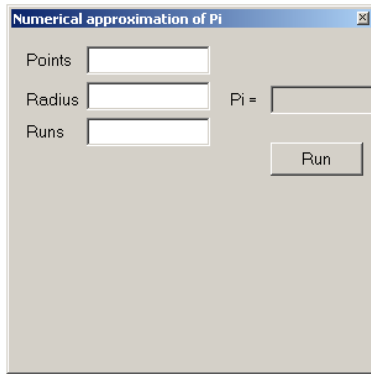 Numerical approximation of Pi
Points
Radius
Pi =
Runs
Run